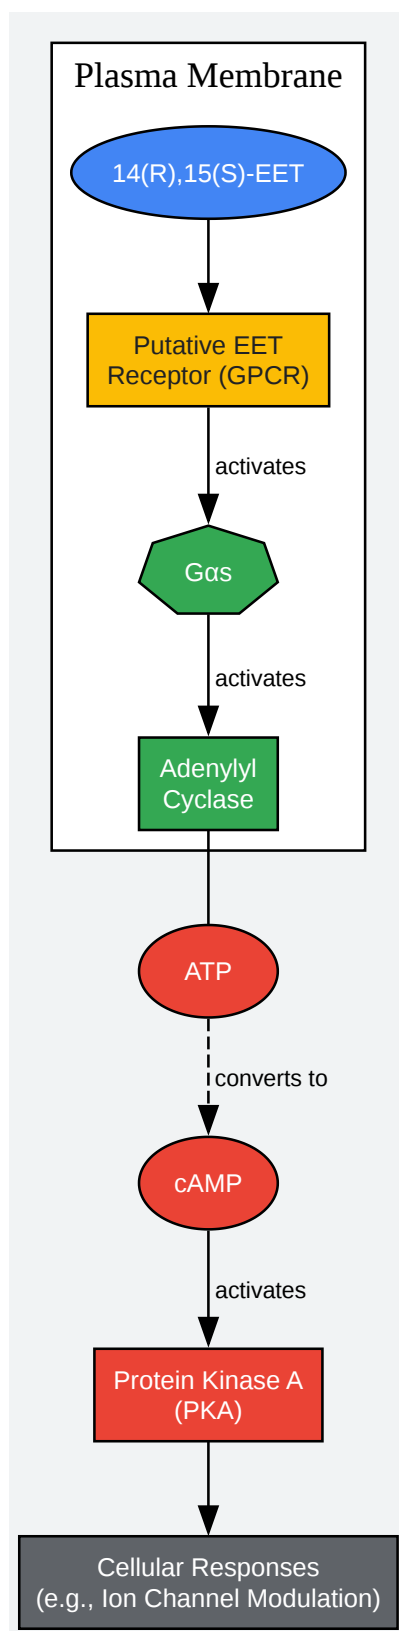 Plasma Membrane
14(R),15(S)-EET
Putative EET
Receptor (GPCR)
activates
Gαs
activates
Adenylyl
Cyclase
ATP
converts to
cAMP
activates
Protein Kinase A
(PKA)
Cellular Responses
(e.g., Ion Channel Modulation)